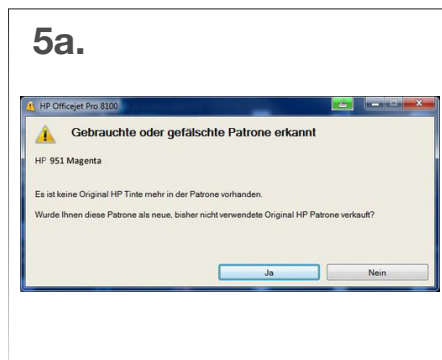 5a.
HP Officejet Pro 8100
Gebrauchte oder gefälschte Patrone erkannt
HP 951 Magenta
Es ist keine Original HP Tinte mehr in der Patrone vorhanden.
Wurde Ihnen diese Patrone als neue, bisher nicht verwendete Original HP Patrone verkauft?
Ja Nein